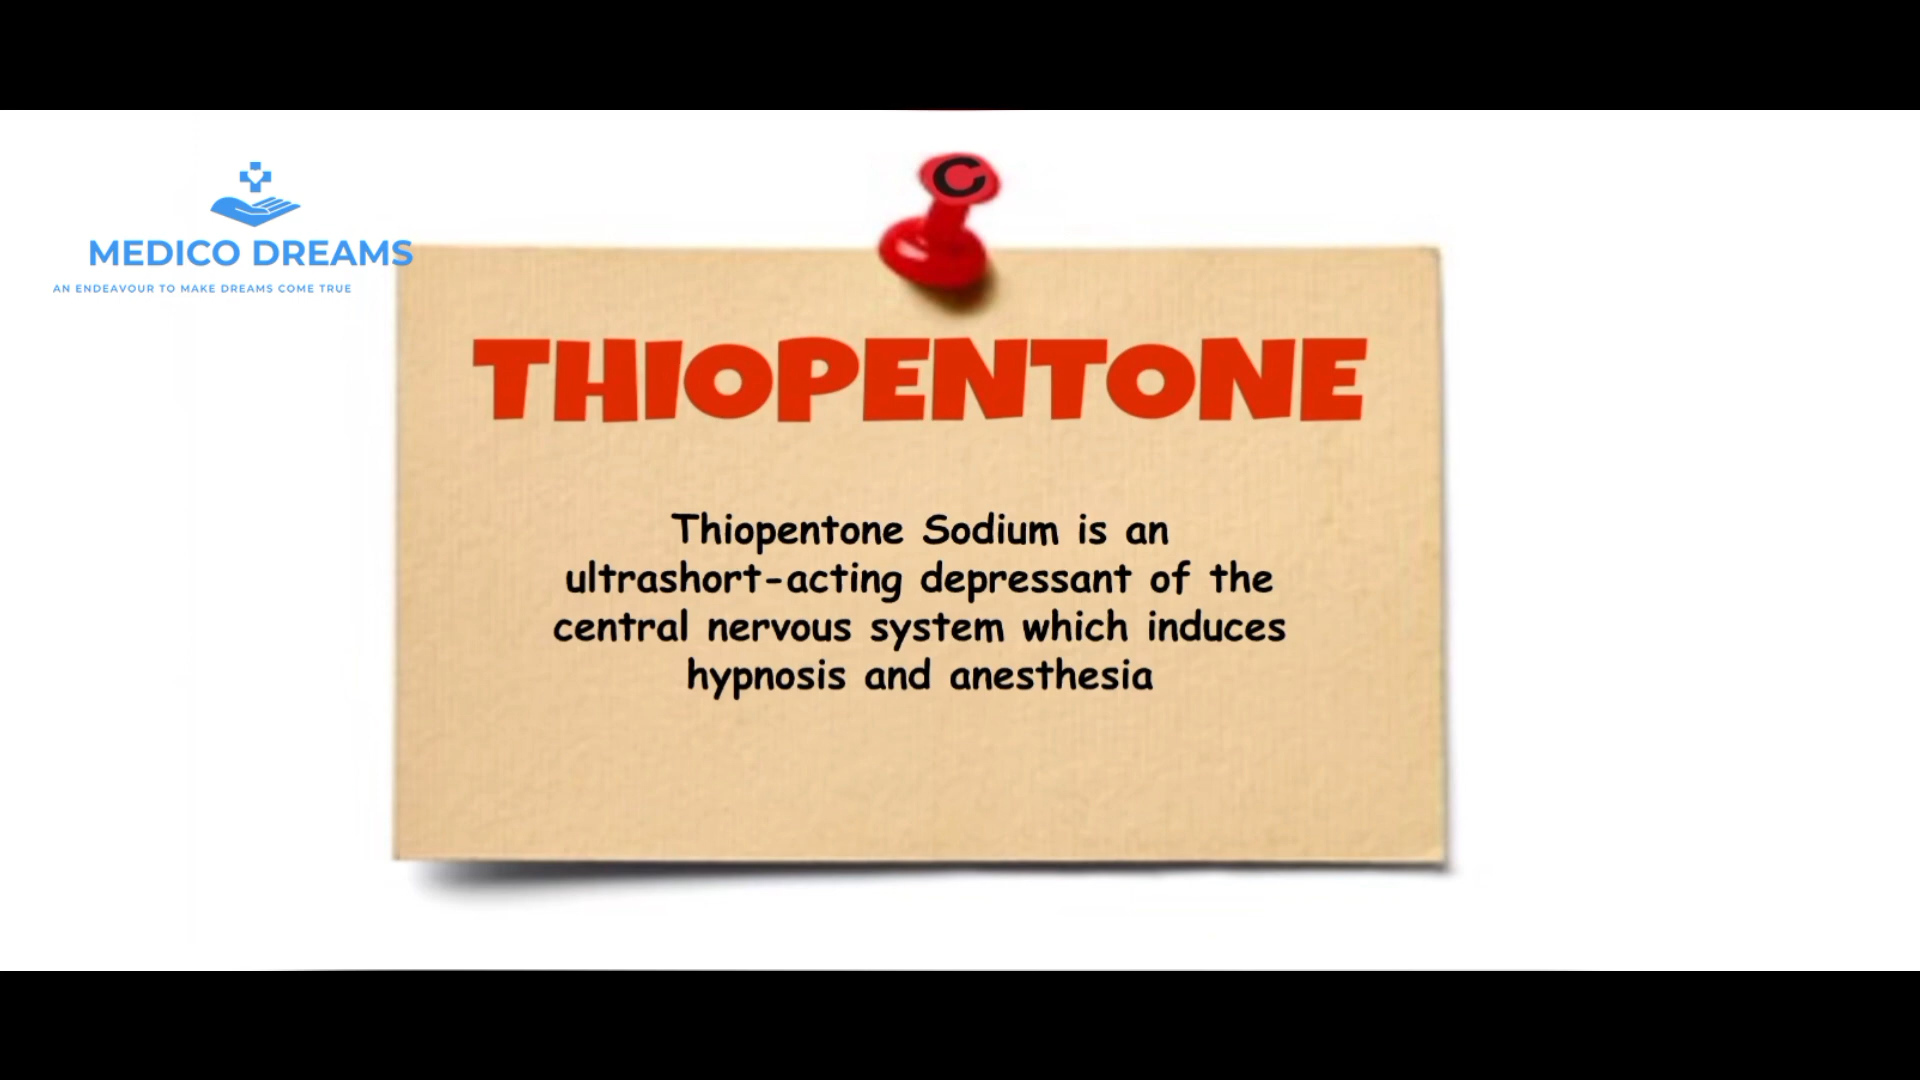 MEDICO DREAMS
AN ENDEAVOUR TO MAKE DREAMS COME TRUE
C
THIOPENTONE
Thiopentone Sodium is an
ultrashort-acting depressant of the
central nervous system which induces
hypnosis and anesthesia